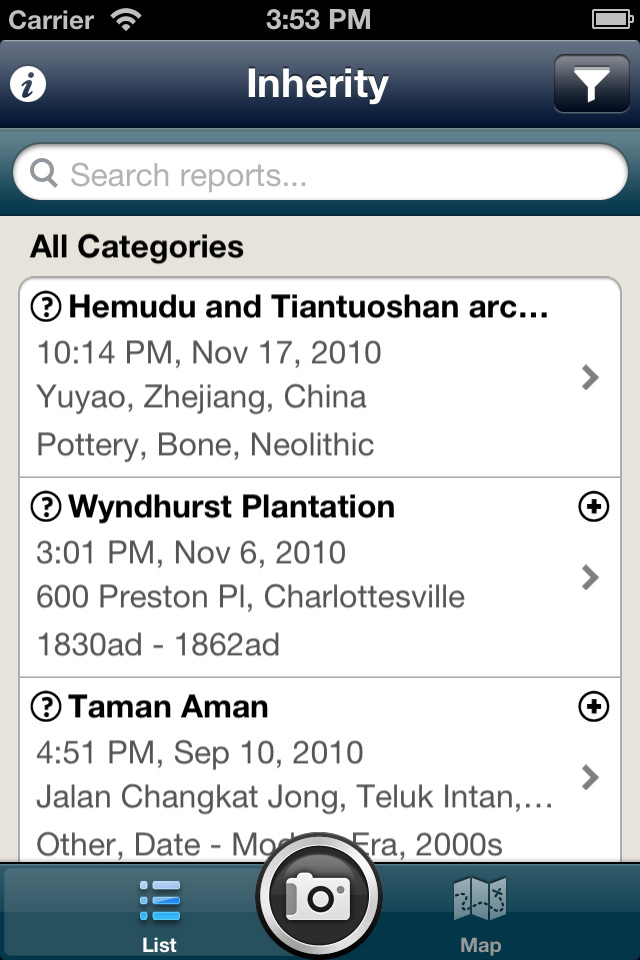 Carrier 3:53 PM
Inherity
Search reports...
All Categories
Hemudu and Tiantuoshan arc...
10:14 PM, Nov 17, 2010
Yuyao, Zhejiang, China
Pottery, Bone, Neolithic
Wyndhurst Plantation
3:01 PM, Nov 6, 2010
600 Preston Pl, Charlottesville
1830ad - 1862ad
Taman Aman
4:51 PM, Sep 10, 2010
Jalan Changkat Jong, Teluk Intan,...
Other, Date - Modern Era, 2000s
List
Map